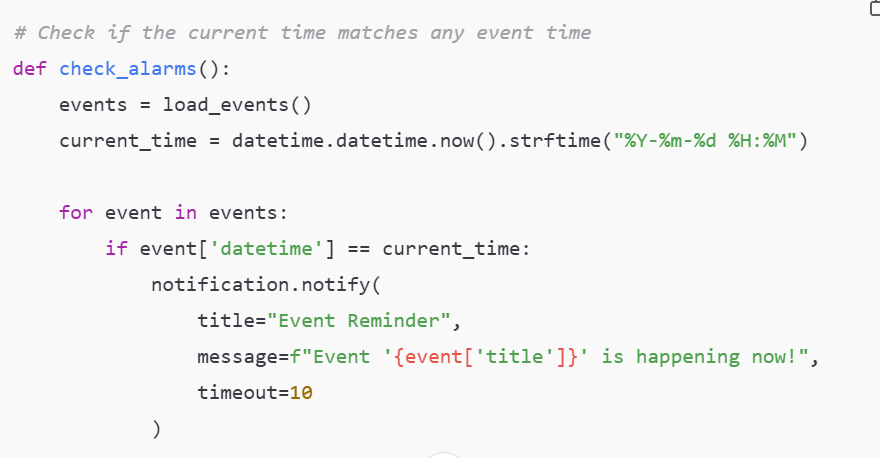 # Check if the current time matches any event time
def check_alarms():
    events = load_events()
    current_time = datetime.datetime.now().strftime("%Y-%m-%d %H:%M")
    for event in events:
        if event['datetime'] == current_time:
            notification.notify(
                title="Event Reminder",
                message=f"Event '{event['title']}' is happening now!",
                timeout=10
            )